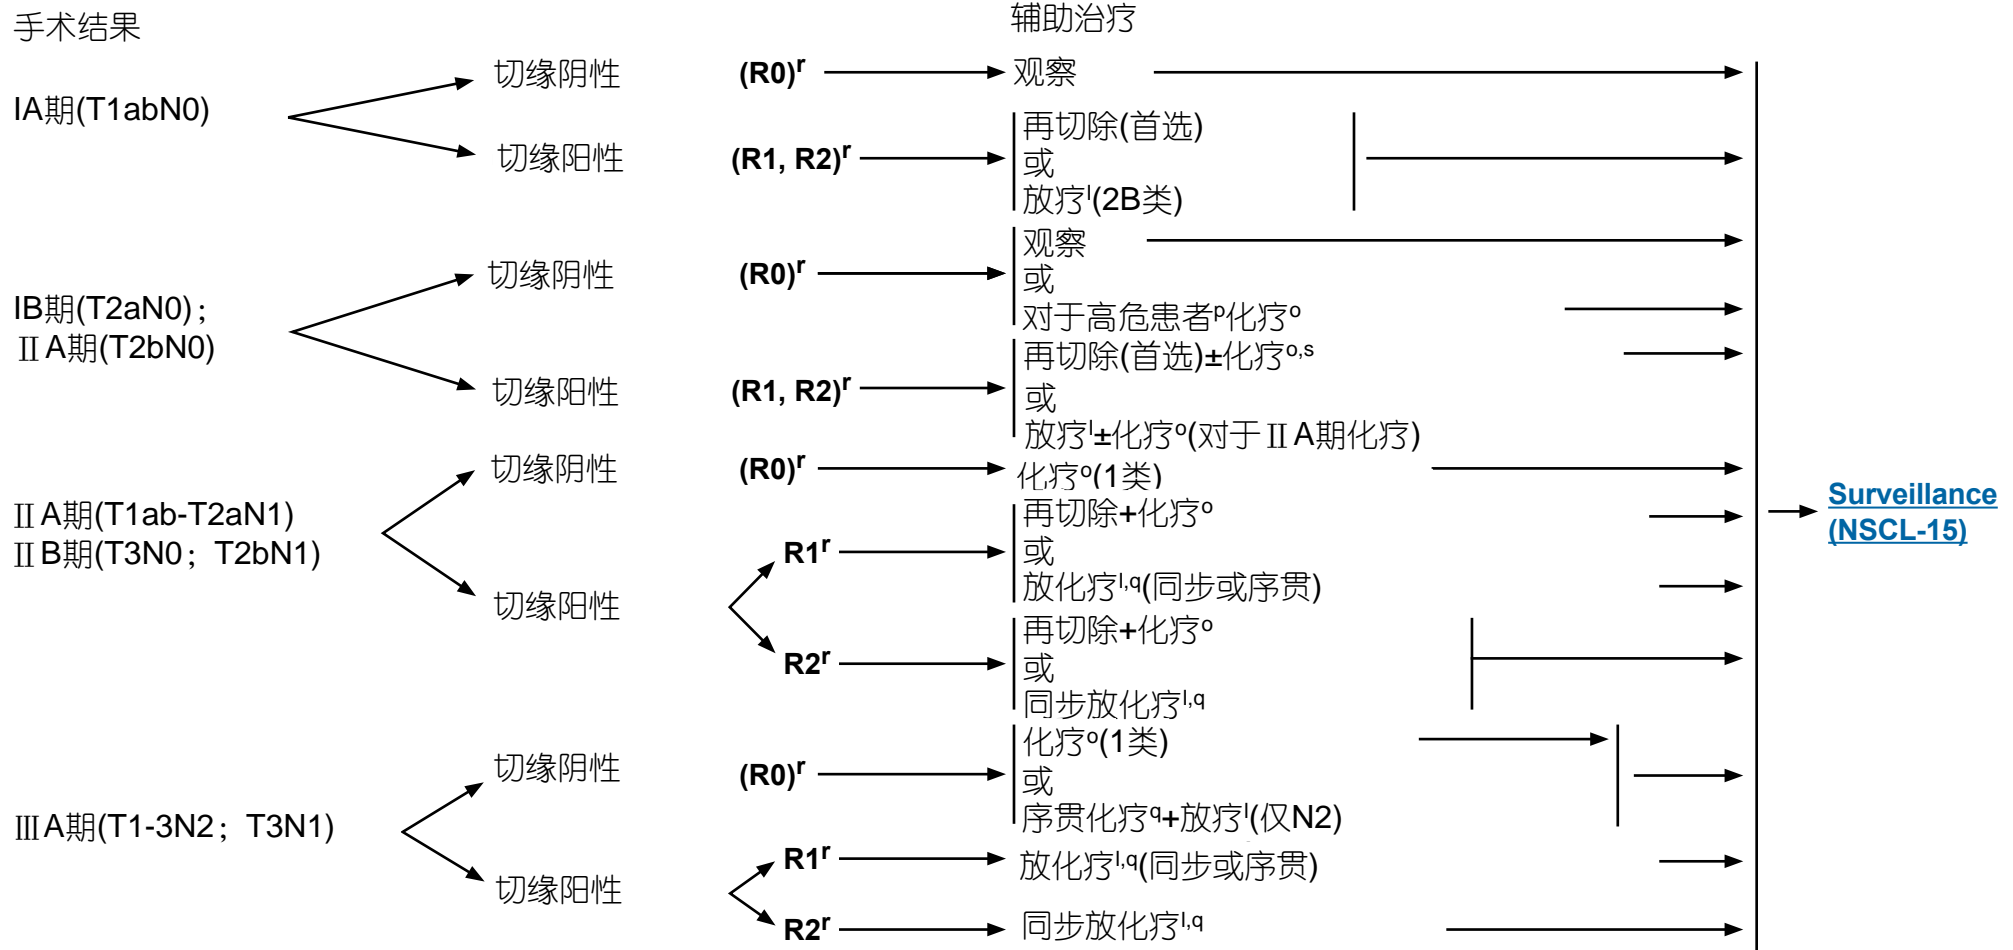 手术结果
辅助治疗
IA期(T1abN0)
切缘阴性 (R0)r 观察
切缘阳性 (R1, R2)r
再切除(首选)
或
放疗l(2B类)
IB期(T2aN0);
ⅡA期(T2bN0)
切缘阴性 (R0)r
观察
或
对于高危患者p化疗o
切缘阳性 (R1, R2)r
再切除(首选)±化疗o,s
或
放疗l±化疗o(对于ⅡA期化疗)
ⅡA期(T1ab-T2aN1)
ⅡB期(T3N0; T2bN1)
切缘阴性 (R0)r 化疗o(1类)
切缘阳性
R1r
再切除+化疗o
或
放化疗l,q(同步或序贯)
R2r
再切除+化疗o
或
同步放化疗l,q
ⅢA期(T1-3N2; T3N1)
切缘阴性 (R0)r
化疗o(1类)
或
序贯化疗q+放疗l(仅N2)
切缘阳性
R1r 放化疗l,q(同步或序贯)
R2r 同步放化疗l,q
Surveillance
(NSCL-15)